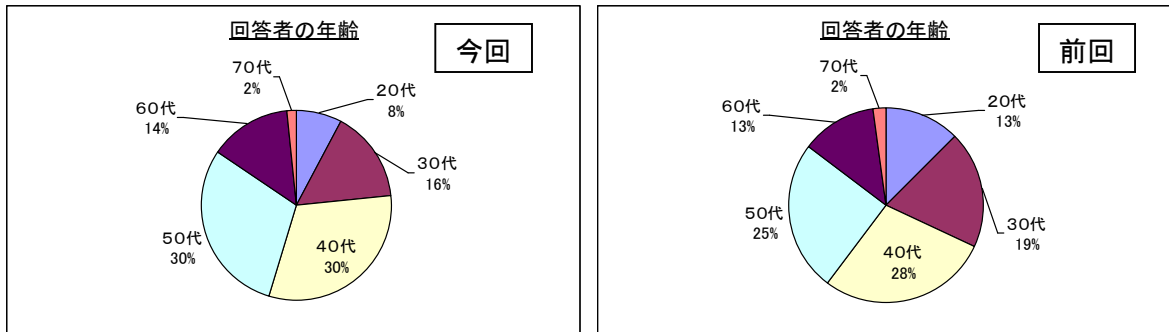 回答者の年齢
今回
70代
2%
20代
8%
60代
14%
30代
16%
50代
30%
40代
30%
回答者の年齢
前回
70代
2%
20代
13%
60代
13%
30代
19%
50代
25%
40代
28%